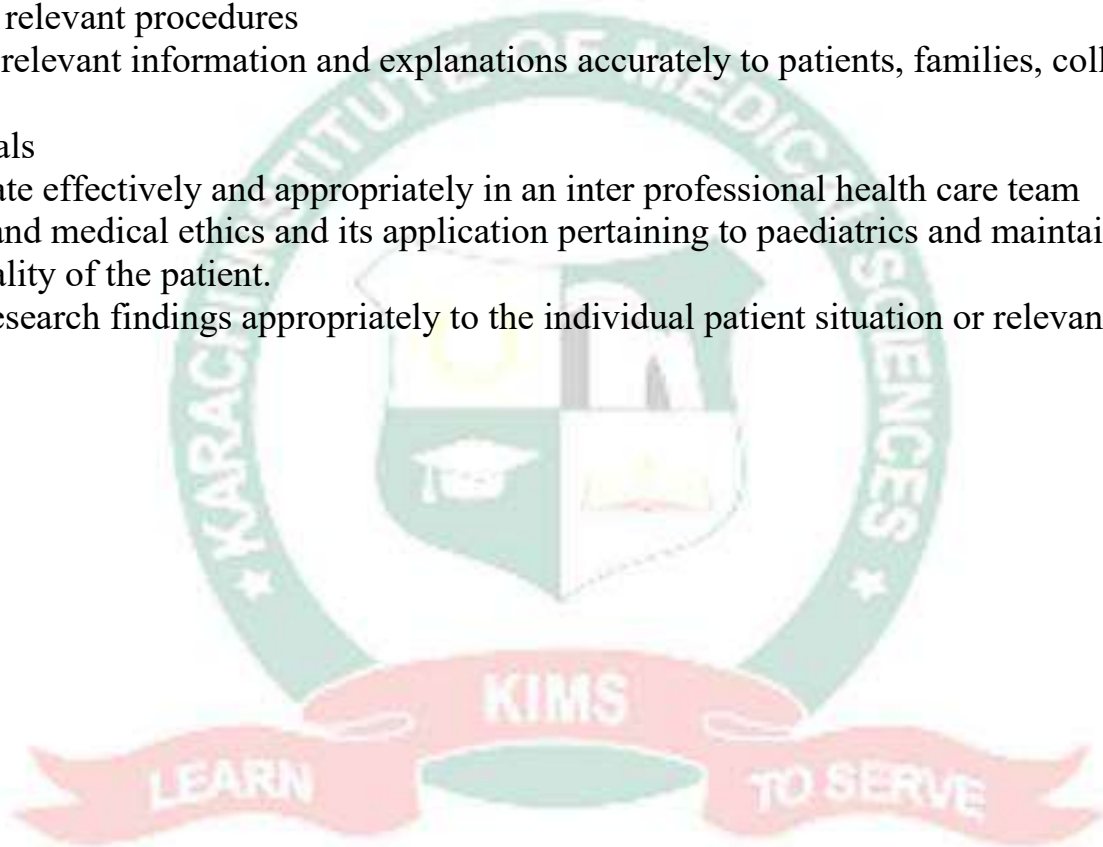 relevant procedures
relevant information and explanations accurately to patients, families, coll
als
ate effectively and appropriately in an inter professional health care team
and medical ethics and its application pertaining to paediatrics and maintai
ality of the patient.
esearch findings appropriately to the individual patient situation or relevan
KARACHI INSTITUTE OF MEDICAL SCIENCES
KIMS
LEARN TO SERVE